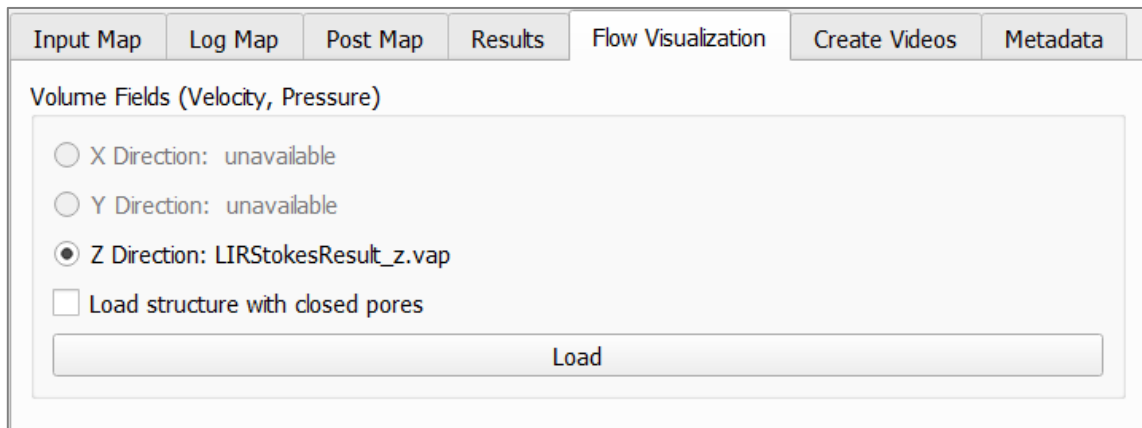 Input Map Log Map Post Map Results Flow Visualization Create Videos Metadata
Volume Fields (Velocity, Pressure)
X Direction: unavailable
Y Direction: unavailable
Z Direction: LIRStokesResult_z.vap
Load structure with closed pores
Load